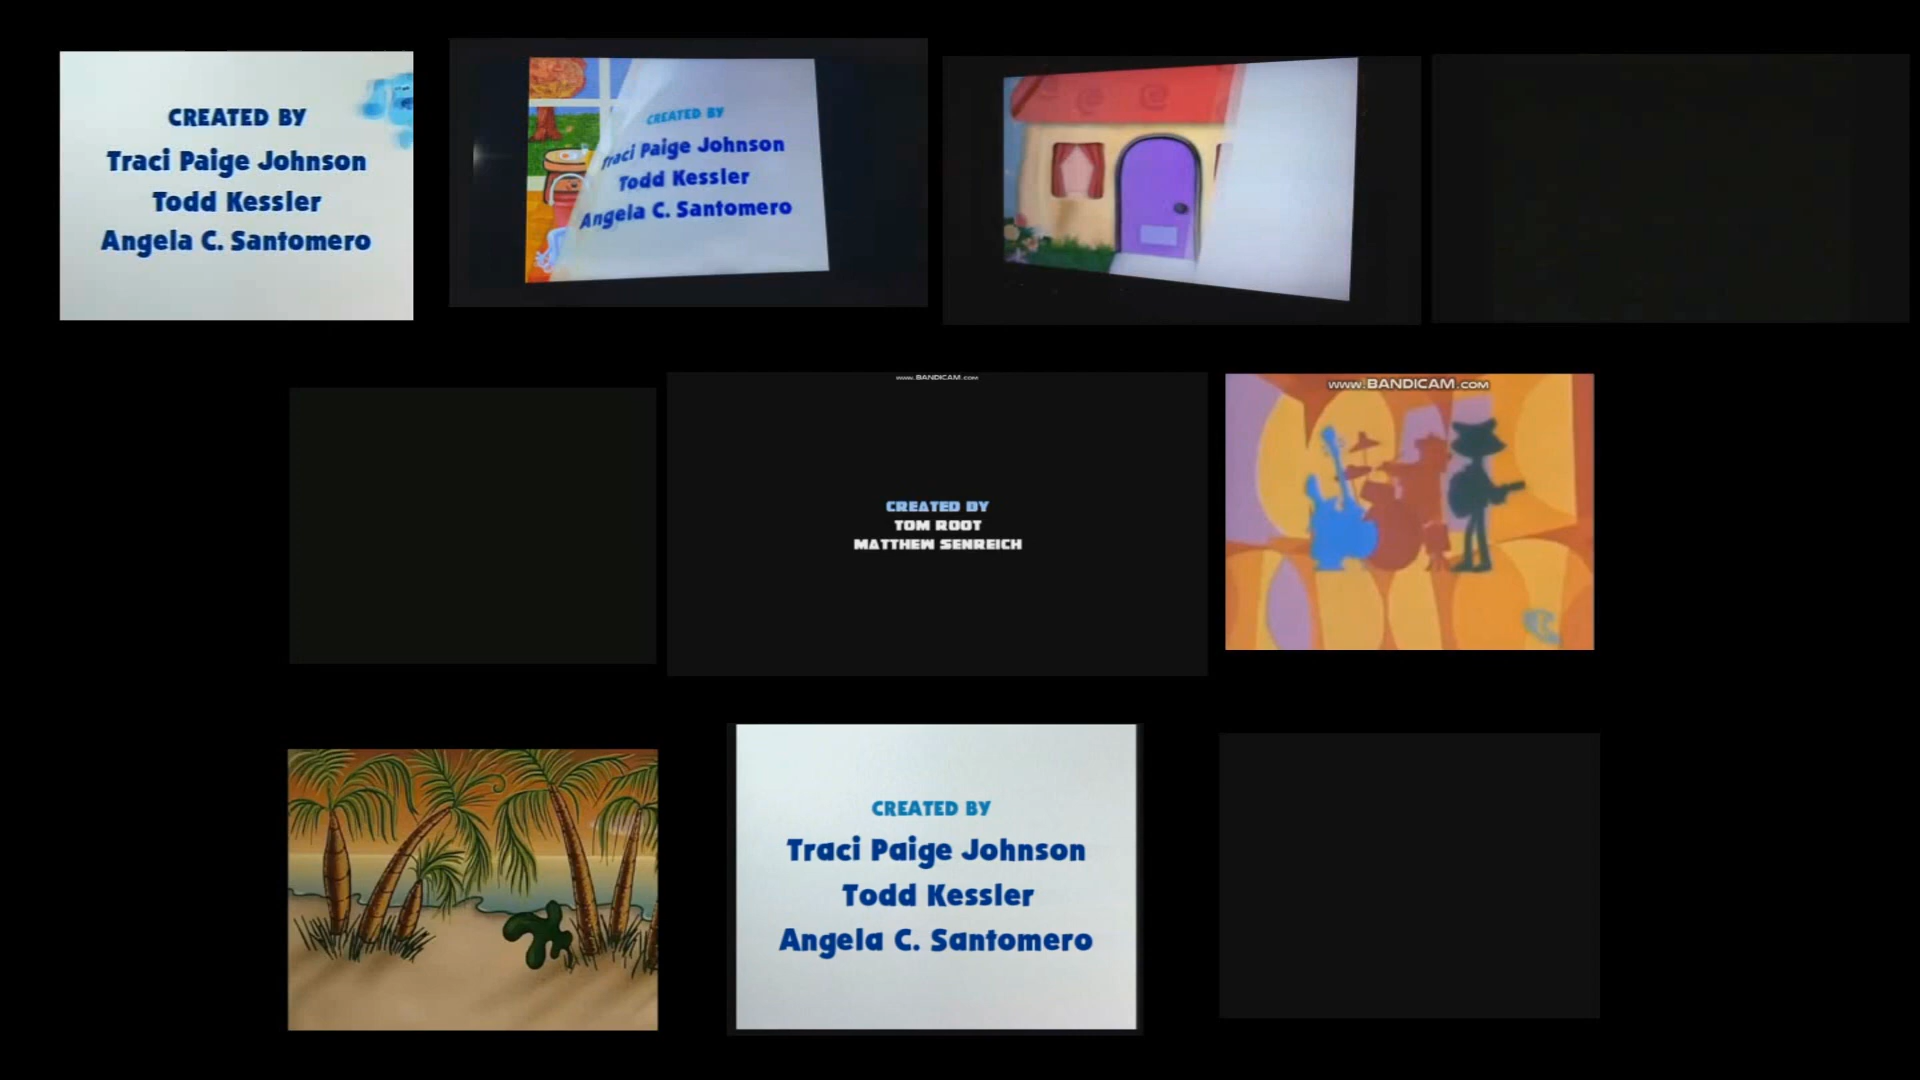 CREATED BY
Traci Paige Johnson
Todd Kessler
Angela C. Santomero
CREATED BY
Traci Paige Johnson
Todd Kessler
Angela C. Santomero
www.BANDICAM.com
CREATED BY
TOM ROOT
MATTHEW SENREICH
www.BANDICAM.com
CREATED BY
Traci Paige Johnson
Todd Kessler
Angela C. Santomero